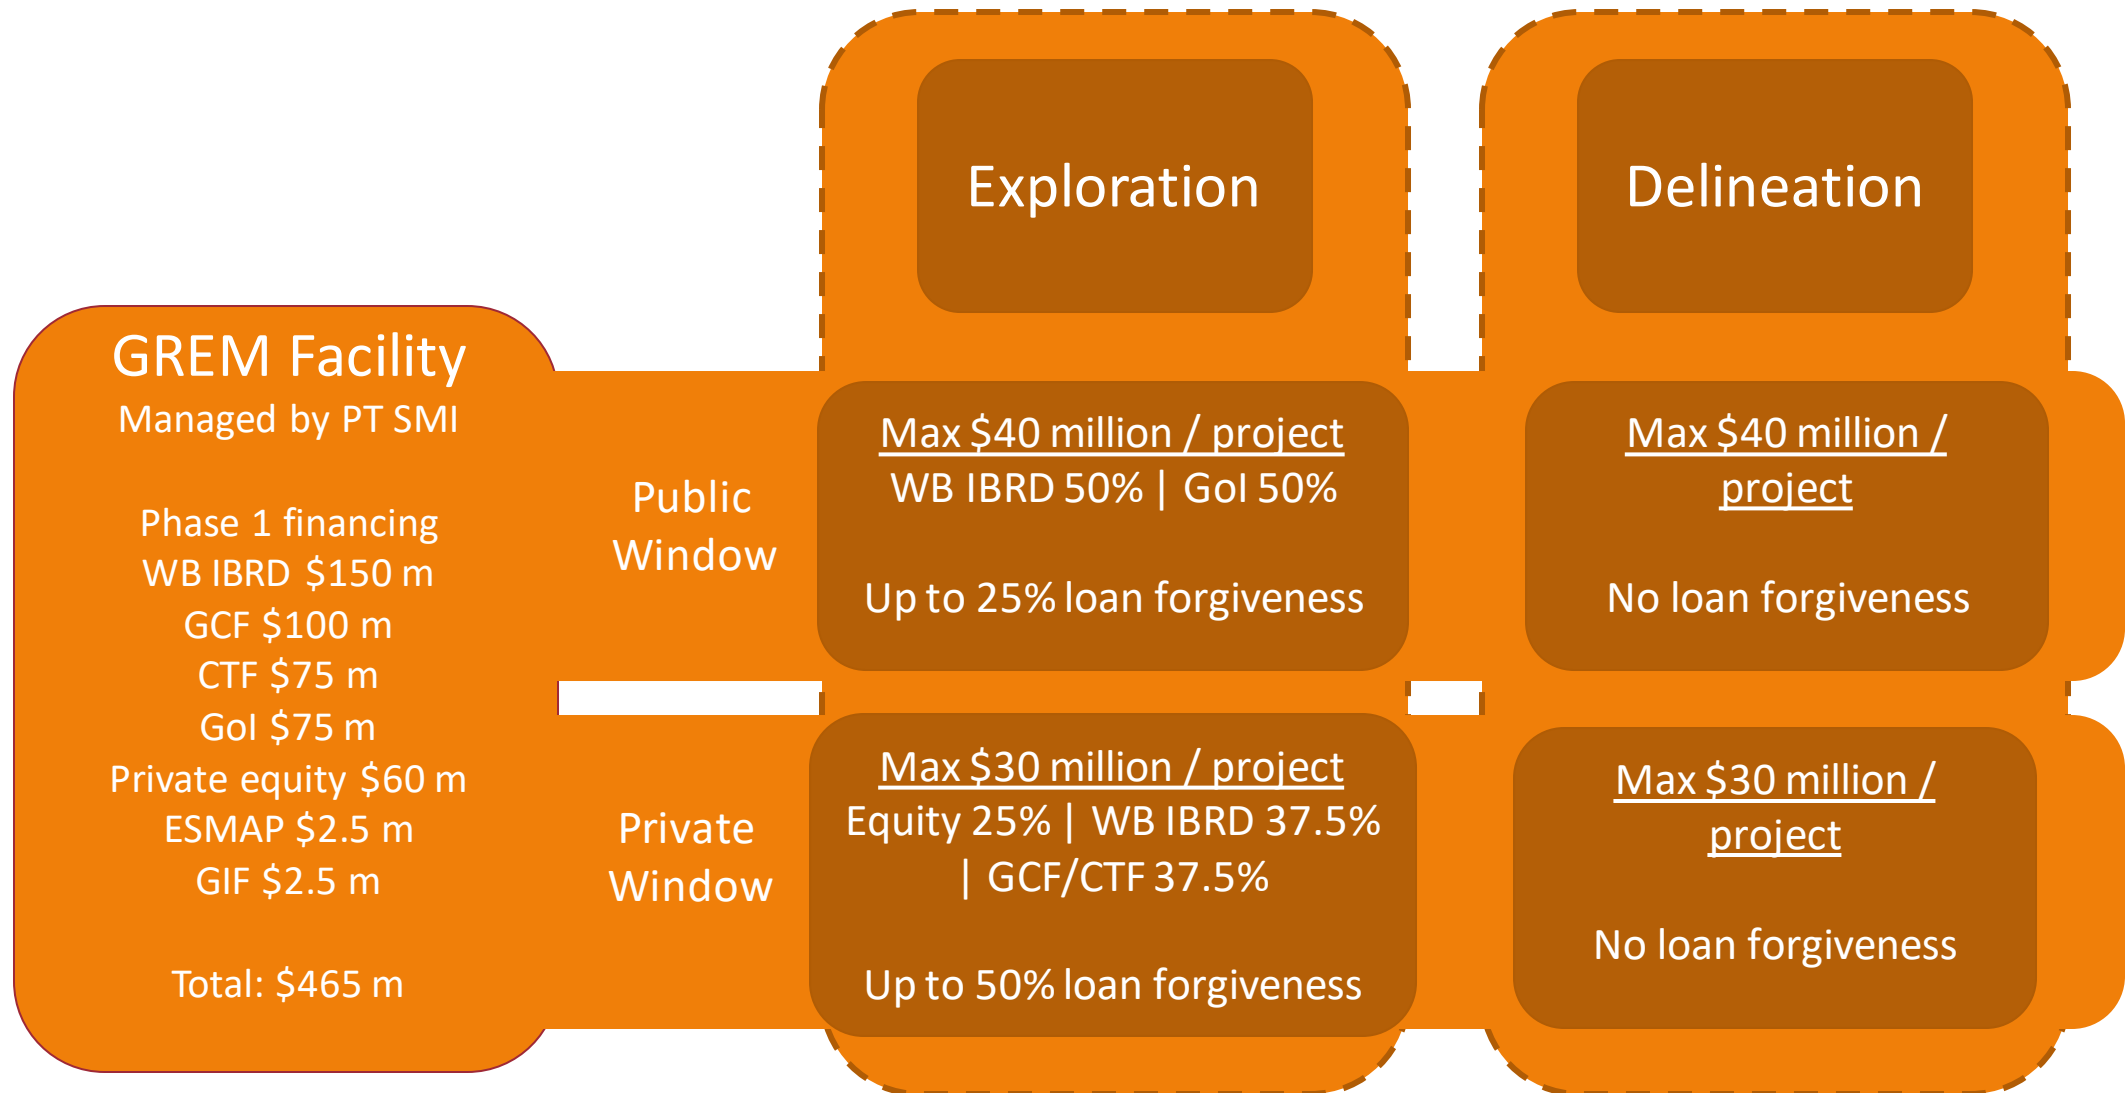 Exploration
Delineation
GREM Facility
Managed by PT SMI
Phase 1 financing
WB IBRD $150 m
GCF $100 m
CTF $75 m
GoI $75 m
Private equity $60 m
ESMAP $2.5 m
GIF $2.5 m
Total: $465 m
Public
Window
Max $40 million / project
WB IBRD 50% | GoI 50%
Up to 25% loan forgiveness
Max $40 million /
project
No loan forgiveness
Private
Window
Max $30 million / project
Equity 25% | WB IBRD 37.5%
| GCF/CTF 37.5%
Up to 50% loan forgiveness
Max $30 million /
project
No loan forgiveness